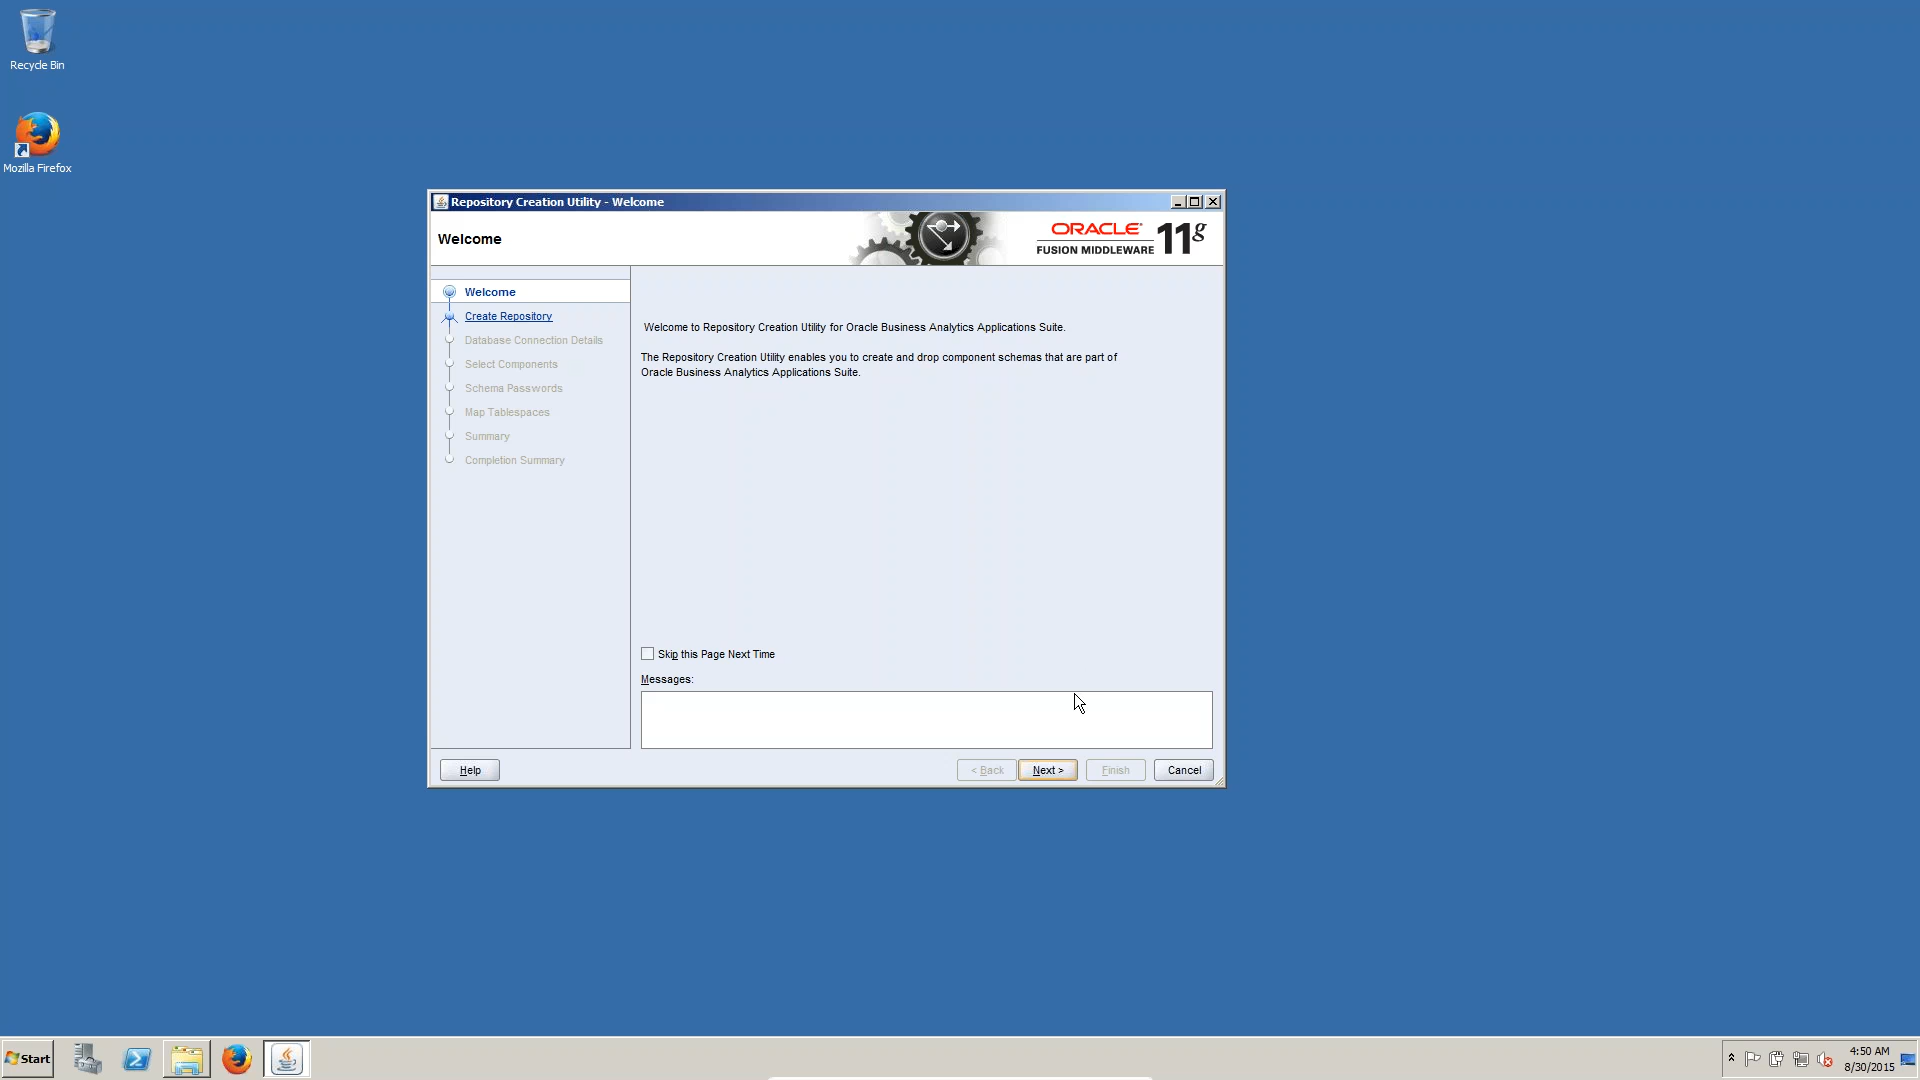 Recycle Bin
Mozilla Firefox
Repository Creation Utility - Welcome
Welcome
ORACLE
FUSION MIDDLEWARE 11g
Welcome
Create Repository
Database Connection Details
Select Components
Schema Passwords
Map Tablespaces
Summary
Completion Summary
Welcome to Repository Creation Utility for Oracle Business Analytics Applications Suite.
The Repository Creation Utility enables you to create and drop component schemas that are part of
Oracle Business Analytics Applications Suite.
Skip this Page Next Time
Messages:
Help
< Back
Next >
Finish
Cancel
Start
4:50 AM
8/30/2015